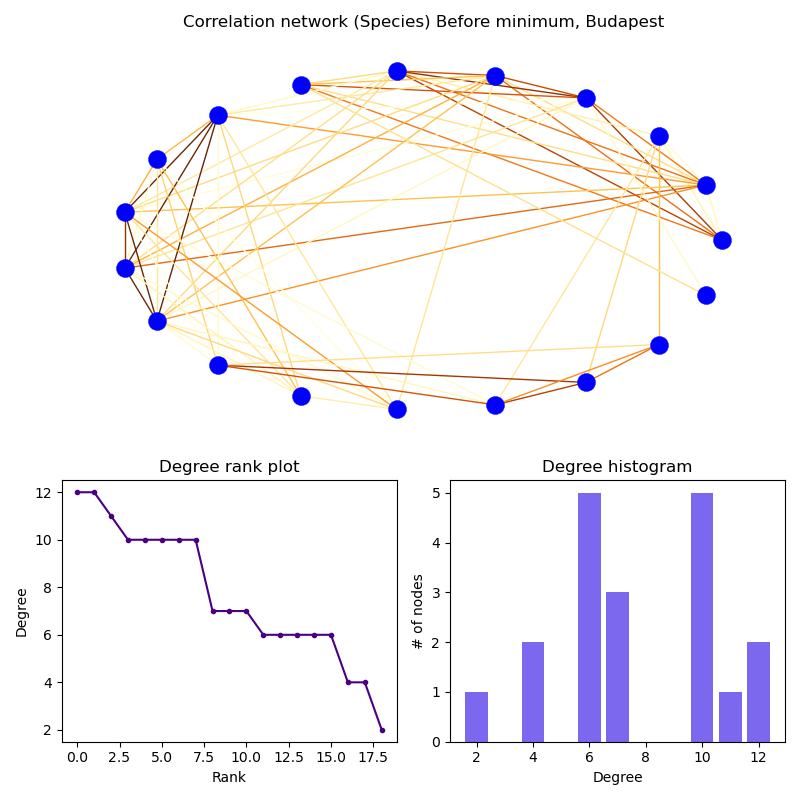 Correlation network (Species) Before minimum, Budapest
Degree rank plot
Degree histogram
12
10
8
6
4
2
Degree
0.0 2.5 5.0 7.5 10.0 12.5 15.0 17.5
Rank
5
4
3
2
1
0
# of nodes
2 4 6 8 10 12
Degree